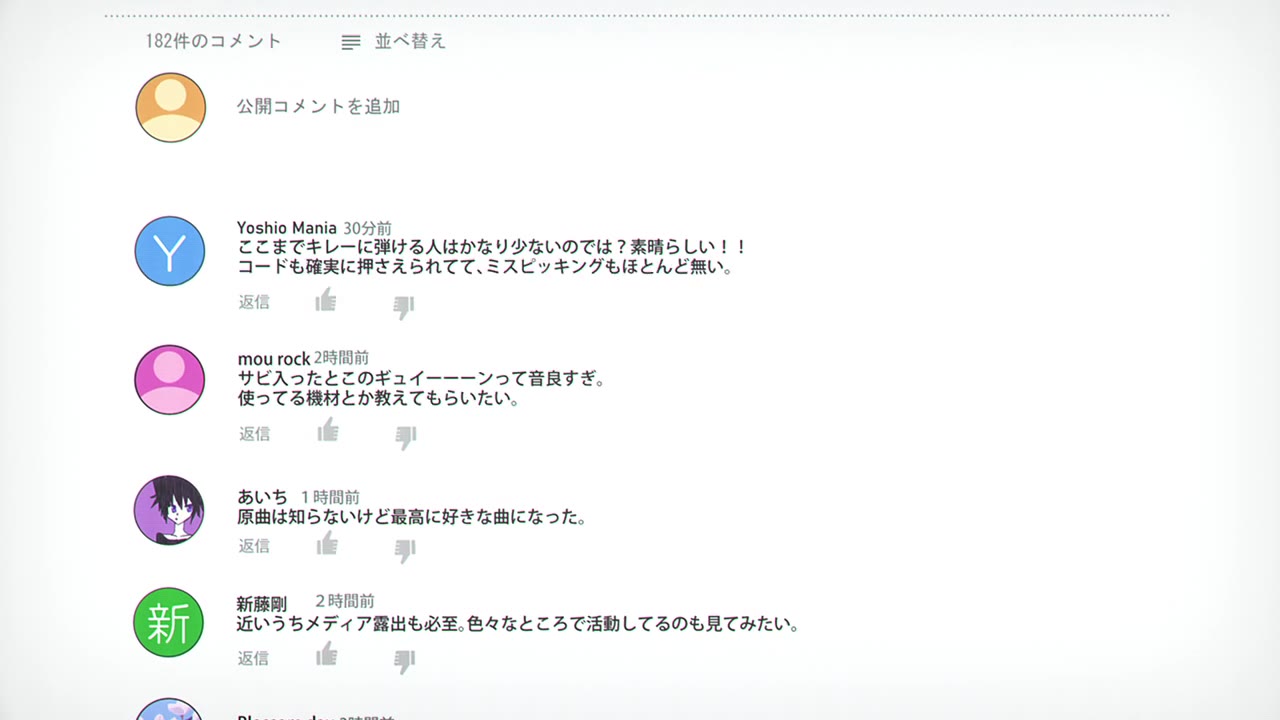 182件のコメント 並べ替え
公開コメントを追加
Y
Yoshio Mania 30分前
ここまでキレーに弾ける人はかなり少ないのでは？素晴らしい！！
コードも確実に押さえられてて、ミスピッキングもほとんど無い。
返信
mou rock 2時間前
サビ入ったとこのギュイーーーンって音良すぎ。
使ってる機材とか教えてもらいたい。
返信
あいち 1時間前
原曲は知らないけど最高に好きな曲になった。
返信
新
新藤剛 2時間前
近いうちメディア露出も必至。色々なところで活動してるのも見てみたい。
返信